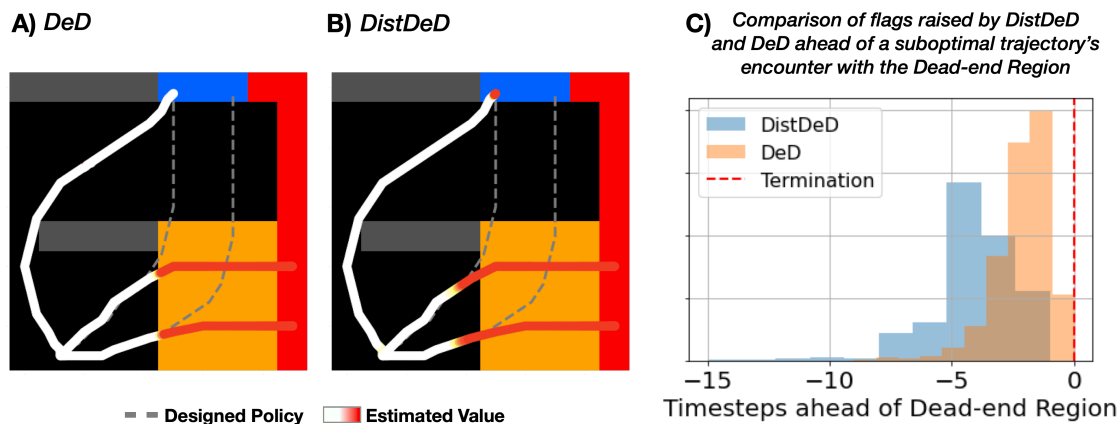 A) DeD
B) DistDeD
C) Comparison of flags raised by DistDeD
and DeD ahead of a suboptimal trajectory's
encounter with the Dead-end Region
DistDeD
DeD
Termination
−15 −10 −5 0
Timesteps ahead of Dead-end Region
Designed Policy Estimated Value